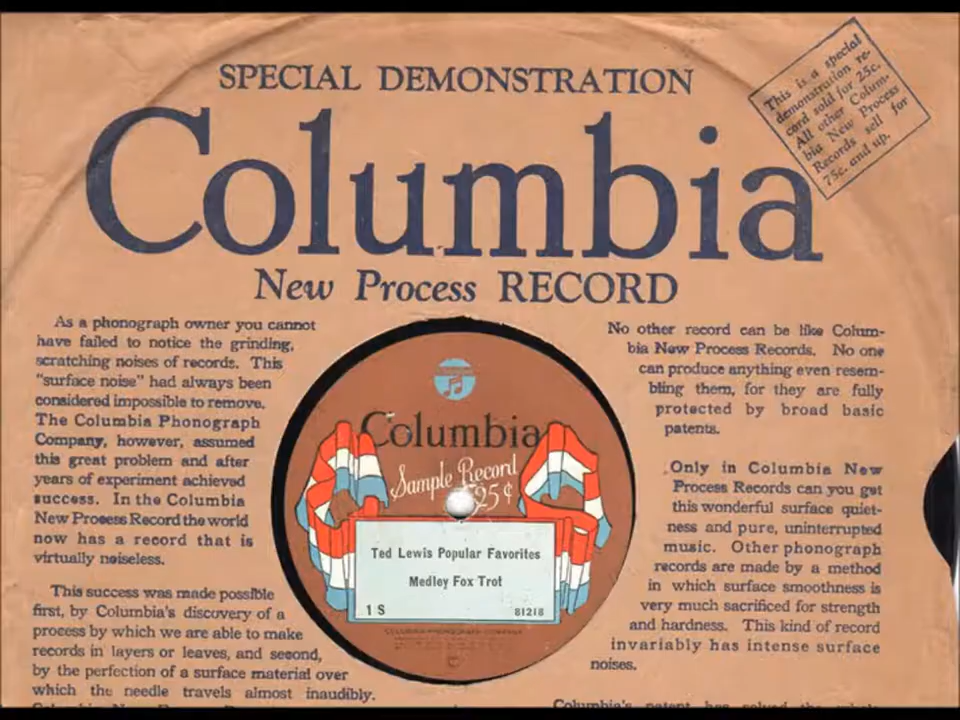 SPECIAL DEMONSTRATION
Columbia
New Process RECORD
This is a special
demonstration re-
cord sold for 25c.
All other Colum-
bia New Process
Records sell for
75c. and up.
As a phonograph owner you cannot
have failed to notice the grinding,
scratching noises of records. This
"surface noise" had always been
considered impossible to remove.
The Columbia Phonograph
Company, however, assumed
this great problem and after
years of experiment achieved
success. In the Columbia
New Process Record the world
now has a record that is
virtually noiseless.
This success was made possible
first, by Columbia's discovery of a
process by which we are able to make
records in layers or leaves, and second,
by the perfection of a surface material over
which the needle travels almost inaudibly.
Columbia
Sample Record
25¢
Ted Lewis Popular Favorites
Medley Fox Trot
1 S
81218
COLUMBIA PHONOGRAPH COMPANY
No other record can be like Colum-
bia New Process Records. No one
can produce anything even resem-
bling them, for they are fully
protected by broad basic
patents.
Only in Columbia New
Process Records can you get
this wonderful surface quiet-
ness and pure, uninterrupted
music. Other phonograph
records are made by a method
in which surface smoothness is
very much sacrificed for strength
and hardness. This kind of record
invariably has intense surface
noises.
Columbia's patent has solved the whole